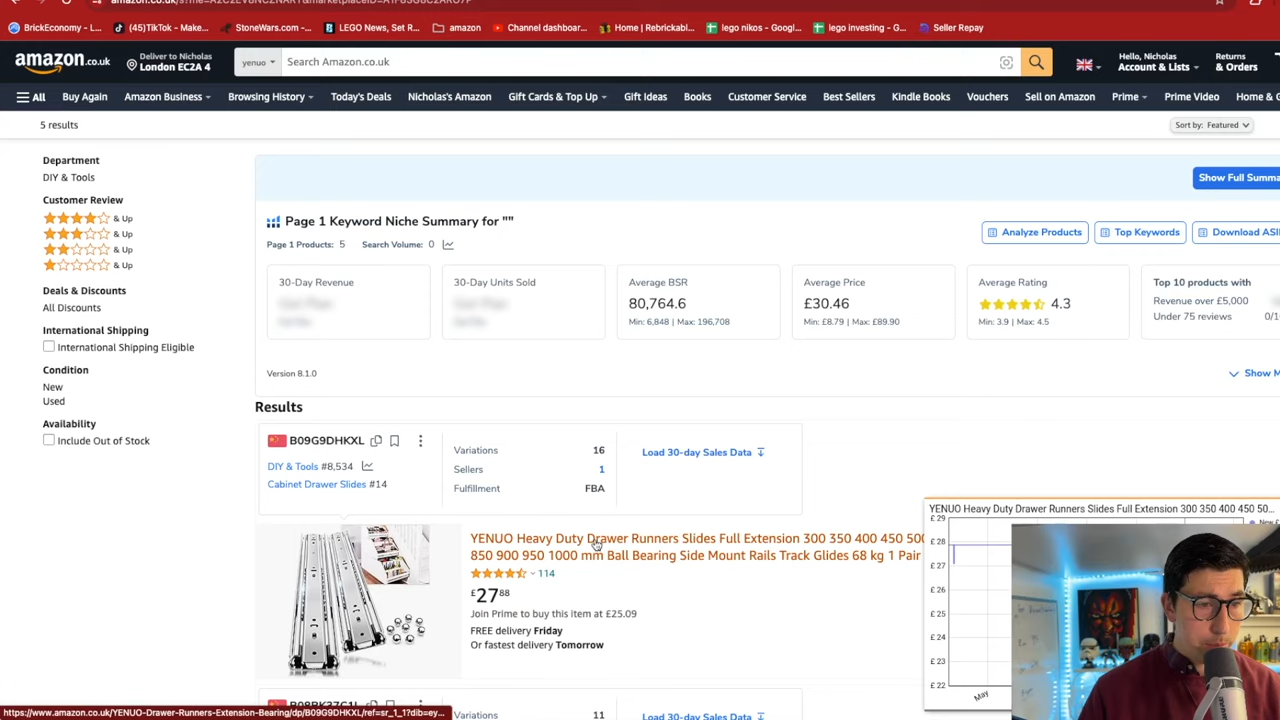 BrickEconomy - L...
(45)TikTok - Make...
StoneWars.com -...
LEGO News, Set R...
amazon
Channel dashboar...
Home | Rebrickabl...
lego nikos - Googl...
lego investing - G...
Seller Repay
amazon.co.uk
Deliver to Nicholas
London EC2A 4
yenuo
Search Amazon.co.uk
Hello, Nicholas
Account & Lists
Returns
& Orders
All
Buy Again
Amazon Business
Browsing History
Today's Deals
Nicholas's Amazon
Gift Cards & Top Up
Gift Ideas
Books
Customer Service
Best Sellers
Kindle Books
Vouchers
Sell on Amazon
Prime
Prime Video
Home & G
5 results
Sort by: Featured
Department
DIY & Tools
Customer Review
& Up
& Up
& Up
& Up
Deals & Discounts
All Discounts
International Shipping
International Shipping Eligible
Condition
New
Used
Availability
Include Out of Stock
Show Full Summa
Page 1 Keyword Niche Summary for ""
Page 1 Products: 5
Search Volume: 0
Analyze Products
Top Keywords
Download ASI
30-Day Revenue
30-Day Units Sold
Average BSR
80,764.6
Min: 6,848 | Max: 196,708
Average Price
£30.46
Min: £8.79 | Max: £89.90
Average Rating
4.3
Min: 3.9 | Max: 4.5
Top 10 products with
Revenue over £5,000
Under 75 reviews
0/1
Version 8.1.0
Show M
Results
B09G9DHKXL
DIY & Tools #8,534
Cabinet Drawer Slides #14
Variations 16
Sellers 1
Fulfillment FBA
Load 30-day Sales Data
YENUO Heavy Duty Drawer Runners Slides Full Extension 300 350 400 450 500
850 900 950 1000 mm Ball Bearing Side Mount Rails Track Glides 68 kg 1 Pair
114
£27.88
Join Prime to buy this item at £25.09
FREE delivery Friday
Or fastest delivery Tomorrow
YENUO Heavy Duty Drawer Runners Slides Full Extension 300 350 400 450 50...
£ 29
£ 28
£ 27
£ 26
£ 25
£ 24
£ 23
£ 22
May
Variations 11
Load 30-day Sales Data
https://www.amazon.co.uk/YENUO-Drawer-Runners-Extension-Bearing/dp/B09G9DHKXL/ref=sr_1_1?dib=ey...